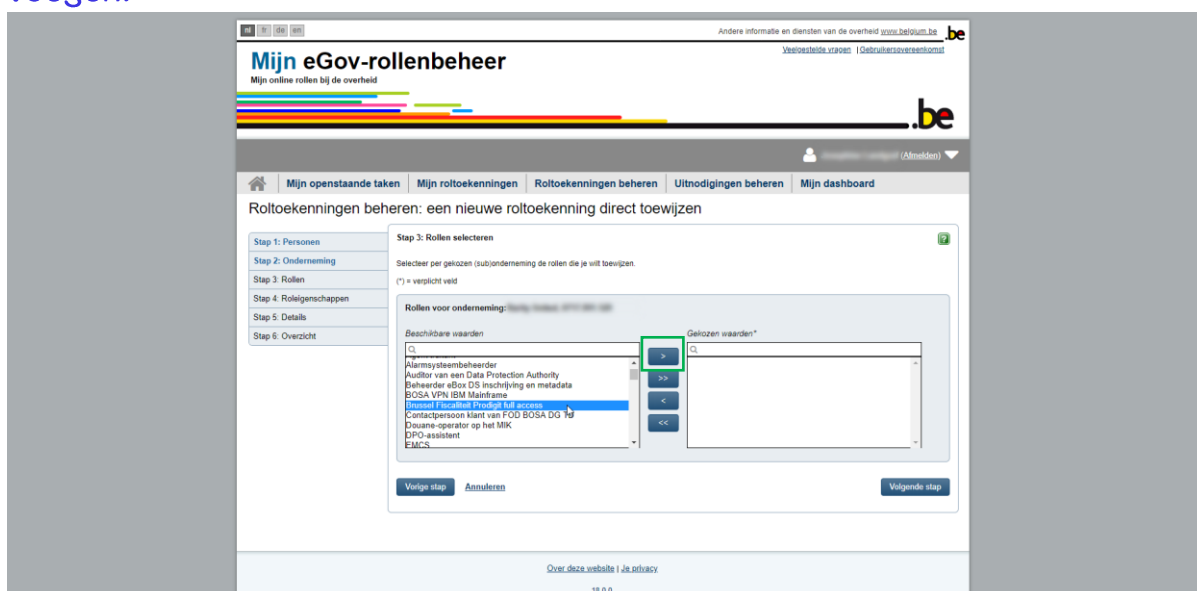 voegen.
nl fr de en
Andere informatie en diensten van de overheid www.belgium.be .be
Veelgestelde vragen | Gebruikersovereenkomst
Mijn eGov-rollenbeheer
Mijn online rollen bij de overheid
.be
(Afmelden)
Mijn openstaande taken Mijn roltoekenningen Roltoekenningen beheren Uitnodigingen beheren Mijn dashboard
Roltoekenningen beheren: een nieuwe roltoekenning direct toewijzen
Stap 1: Personen
Stap 2: Onderneming
Stap 3: Rollen
Stap 4: Roleigenschappen
Stap 5: Details
Stap 6: Overzicht
Stap 3: Rollen selecteren
?
Selecteer per gekozen (sub)onderneming de rollen die je wilt toewijzen.
(*) = verplicht veld
Rollen voor onderneming:
Beschikbare waarden
Alarmsysteembeheerder
Auditor van een Data Protection Authority
Beheerder eBox DS inschrijving en metadata
BOSA VPN IBM Mainframe
Brussel Fiscaliteit Prodigit full access
Contactpersoon klant van FOD BOSA DG
Douane-operator op het MIK
DPO-assistent
EMCS
>
>>
<
<<
Gekozen waarden*
Vorige stap Annuleren Volgende stap
Over deze website | Je privacy